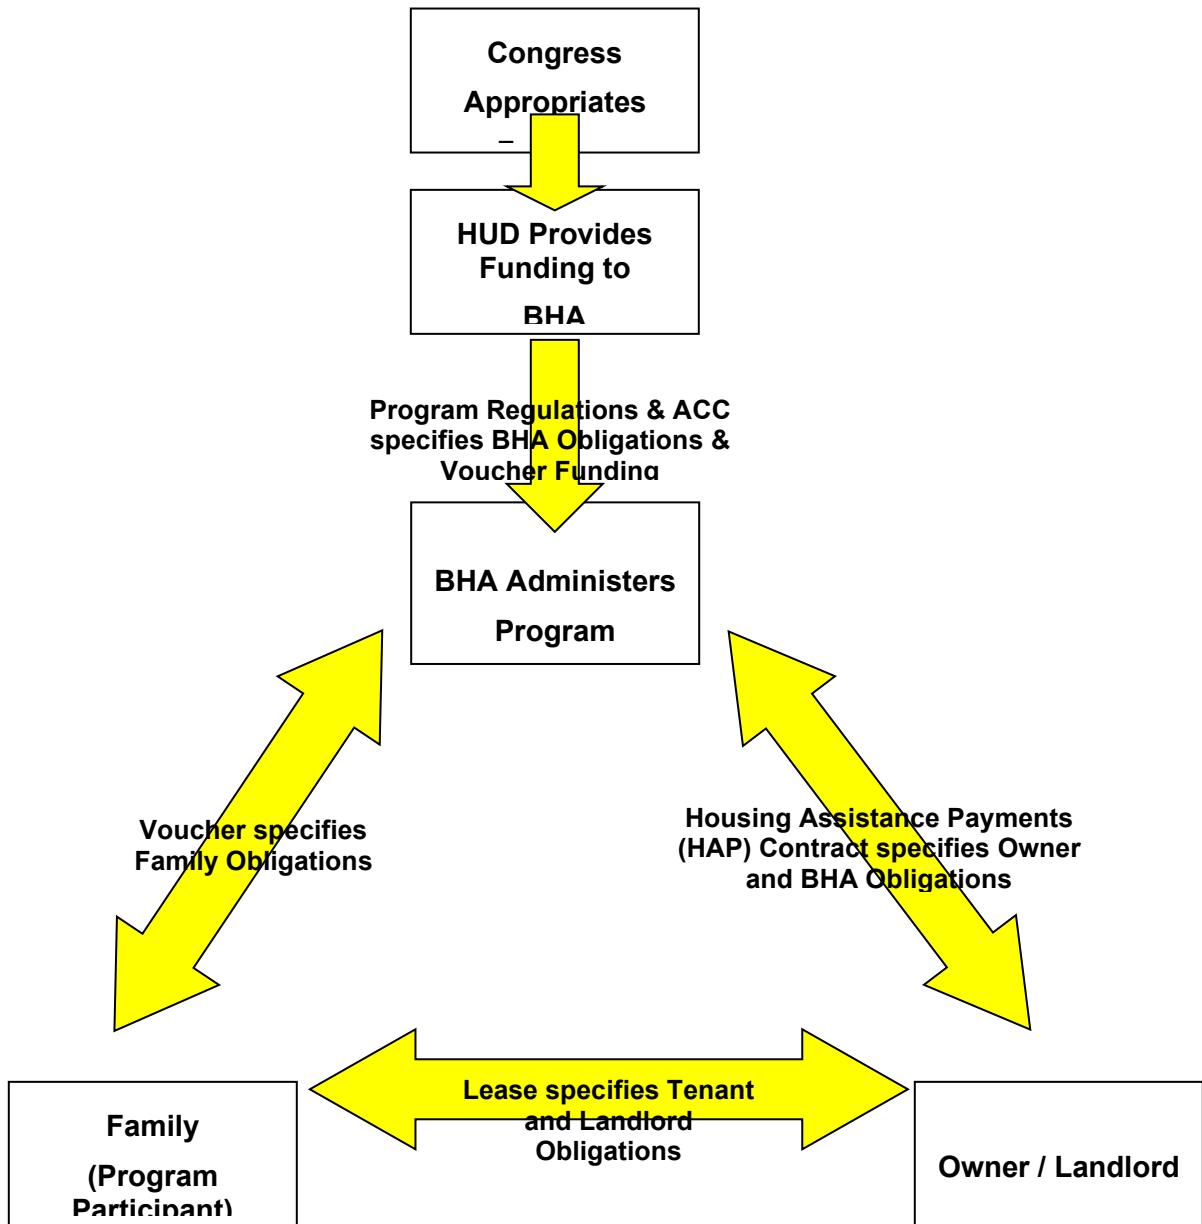 Congress
Appropriates
HUD Provides
Funding to
BHA
Program Regulations & ACC
specifies BHA Obligations &
Voucher Funding
BHA Administers
Program
Voucher specifies
Family Obligations
Housing Assistance Payments
(HAP) Contract specifies Owner
and BHA Obligations
Lease specifies Tenant
and Landlord
Obligations
Family
(Program
Participant)
Owner / Landlord